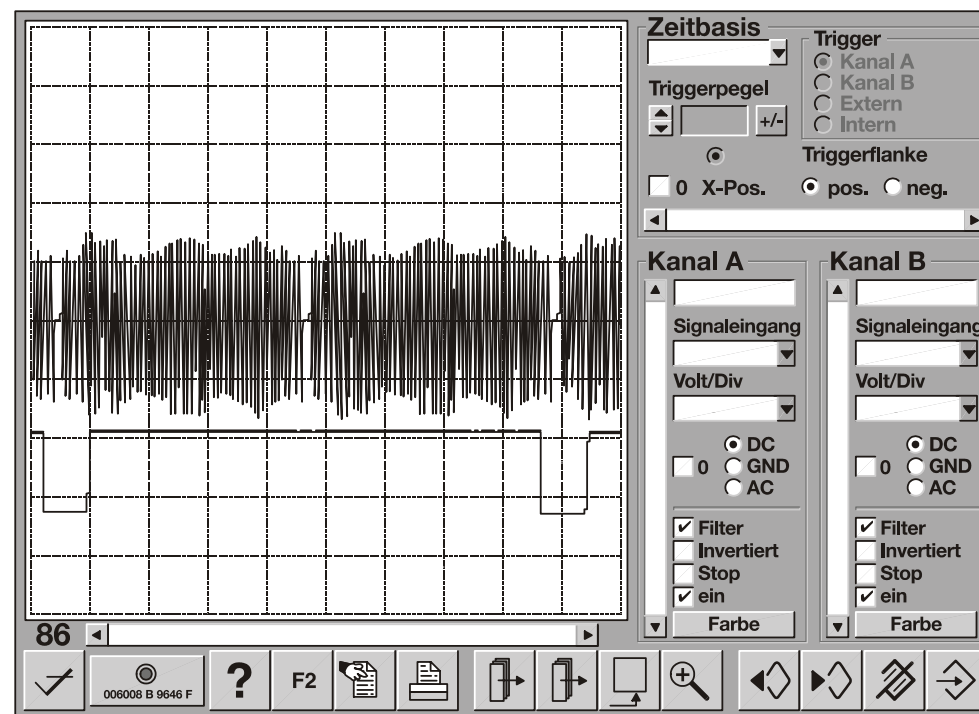 Zeitbasis
Trigger
Kanal A
Kanal B
Extern
Intern
Triggerpegel
+/-
Triggerflanke
0 X-Pos.
pos. neg.
Kanal A
Signaleingang
Volt/Div
DC
0 GND
AC
Filter
Invertiert
Stop
ein
Farbe
Kanal B
Signaleingang
Volt/Div
DC
0 GND
AC
Filter
Invertiert
Stop
ein
Farbe
86
006008 B 9646 F
?
F2